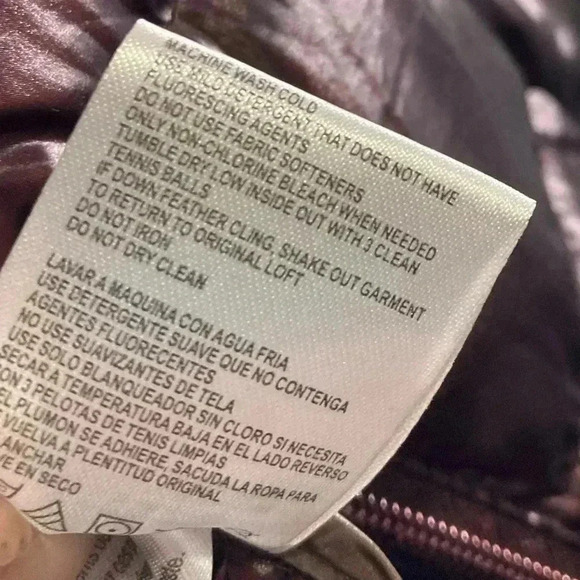 MACHINE WASH COLD
USE MILD DETERGENT THAT DOES NOT HAVE
FLUORESCING AGENTS
DO NOT USE FABRIC SOFTENERS
ONLY NON-CHLORINE BLEACH WHEN NEEDED
TUMBLE DRY LOW INSIDE OUT WITH 3 CLEAN
TENNIS BALLS
IF DOWN FEATHER CLING, SHAKE OUT GARMENT
TO RETURN TO ORIGINAL LOFT
DO NOT IRON
DO NOT DRY CLEAN
LAVAR A MAQUINA CON AGUA FRIA
USE DETERGENTE SUAVE QUE NO CONTENGA
AGENTES FLUORECENTES
NO USE SUAVIZANTES DE TELA
USE SOLO BLANQUEADOR SIN CLORO SI NECESITA
SECAR A TEMPERATURA BAJA EN EL LADO REVERSO
ON 3 PELOTAS DE TENIS LIMPIAS
EL PLUMON SE ADHIERE, SACUDA LA ROPA PARA
VUELVA A PLENTITUD ORIGINAL
ANCHAR
VE EN SECO